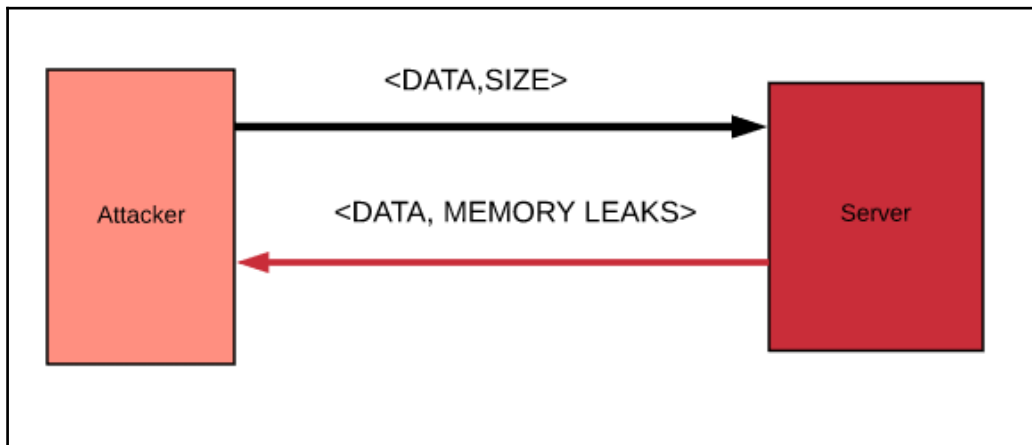 <DATA,SIZE>
Attacker
<DATA, MEMORY LEAKS>
Server